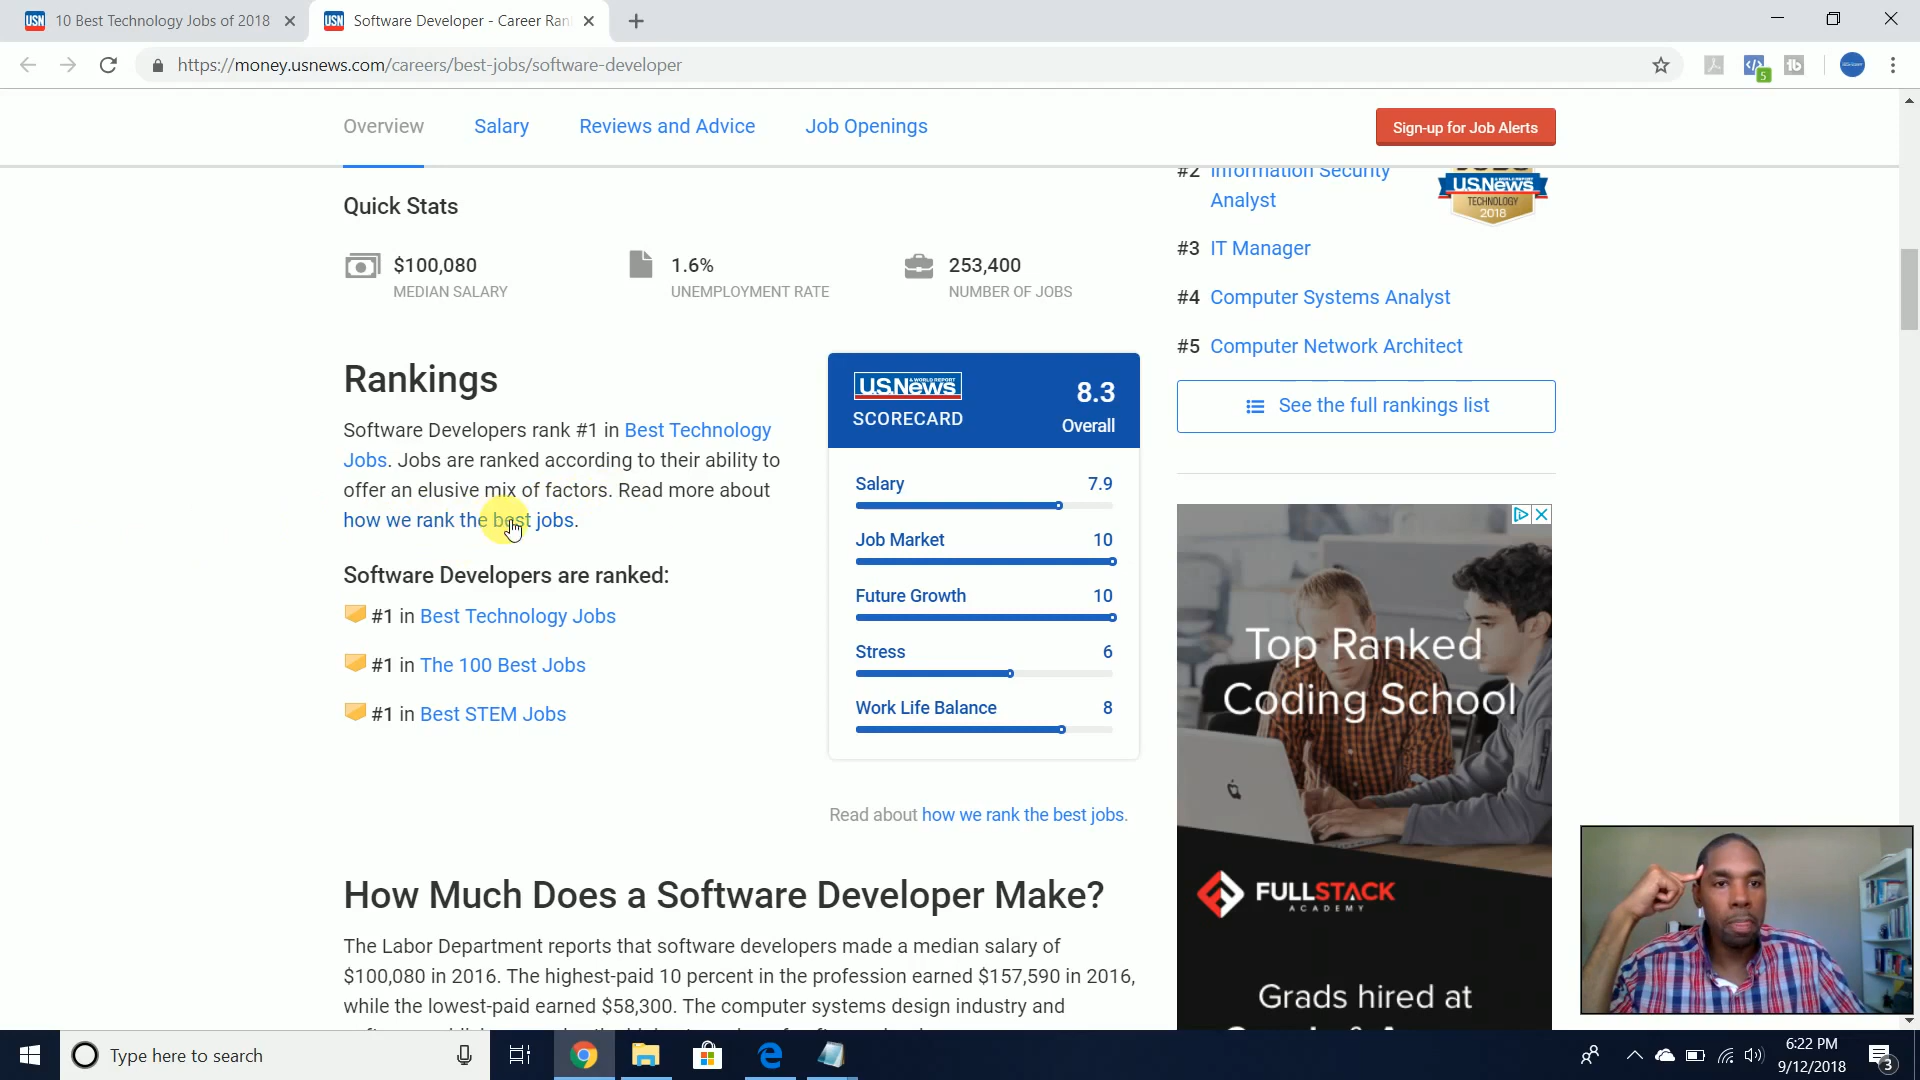 USN 10 Best Technology Jobs of 2018
USN Software Developer - Career Ran
https://money.usnews.com/careers/best-jobs/software-developer
5
Overview Salary Reviews and Advice Job Openings
Sign-up for Job Alerts
Quick Stats
$100,080
MEDIAN SALARY
1.6%
UNEMPLOYMENT RATE
253,400
NUMBER OF JOBS
Rankings
Software Developers rank #1 in Best Technology
Jobs. Jobs are ranked according to their ability to
offer an elusive mix of factors. Read more about
how we rank the best jobs.
Software Developers are ranked:
#1 in Best Technology Jobs
#1 in The 100 Best Jobs
#1 in Best STEM Jobs
U.S.News
& WORLD REPORT
SCORECARD
8.3
Overall
Salary 7.9
Job Market 10
Future Growth 10
Stress 6
Work Life Balance 8
Read about how we rank the best jobs.
How Much Does a Software Developer Make?
The Labor Department reports that software developers made a median salary of
$100,080 in 2016. The highest-paid 10 percent in the profession earned $157,590 in 2016,
while the lowest-paid earned $58,300. The computer systems design industry and
#2 Information Security
Analyst
#3 IT Manager
#4 Computer Systems Analyst
#5 Computer Network Architect
JOBS
U.S.News
TECHNOLOGY
2018
See the full rankings list
Top Ranked
Coding School
FULLSTACK
ACADEMY
Grads hired at
Type here to search
6:22 PM
9/12/2018
3